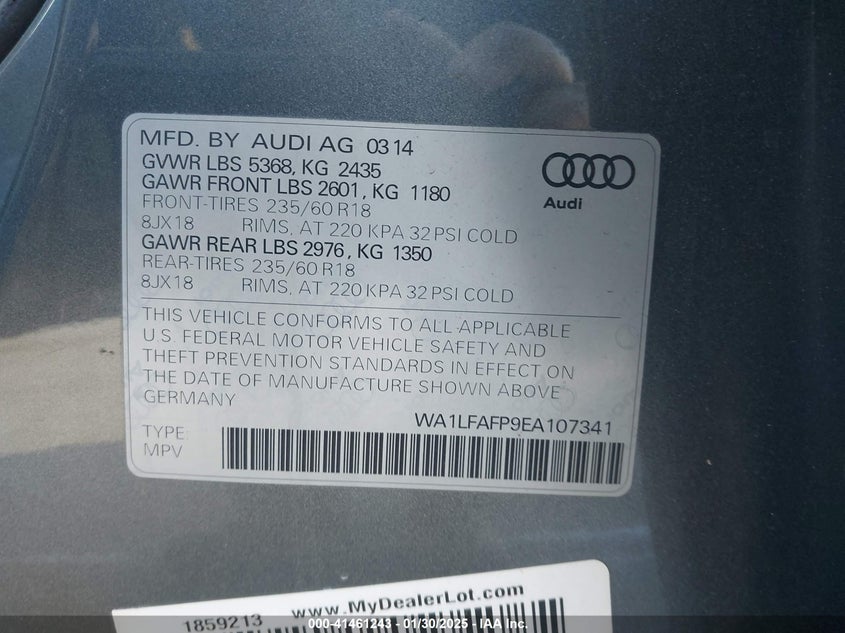 MFD. BY AUDI AG 0314
GVWR LBS 5368, KG 2435
GAWR FRONT LBS 2601, KG 1180
FRONT-TIRES 235/60 R18
8JX18 RIMS, AT 220 KPA 32 PSI COLD
GAWR REAR LBS 2976, KG 1350
REAR-TIRES 235/60 R18
8JX18 RIMS, AT 220 KPA 32 PSI COLD
Audi
THIS VEHICLE CONFORMS TO ALL APPLICABLE
U.S. FEDERAL MOTOR VEHICLE SAFETY AND
THEFT PREVENTION STANDARDS IN EFFECT ON
THE DATE OF MANUFACTURE SHOWN ABOVE
GERMANY
WA1LFAFP9EA107341
TYPE:
MPV
www.MyDealerLot.com
1859213
000-41461243 - 01/30/2025 - IAA Inc.